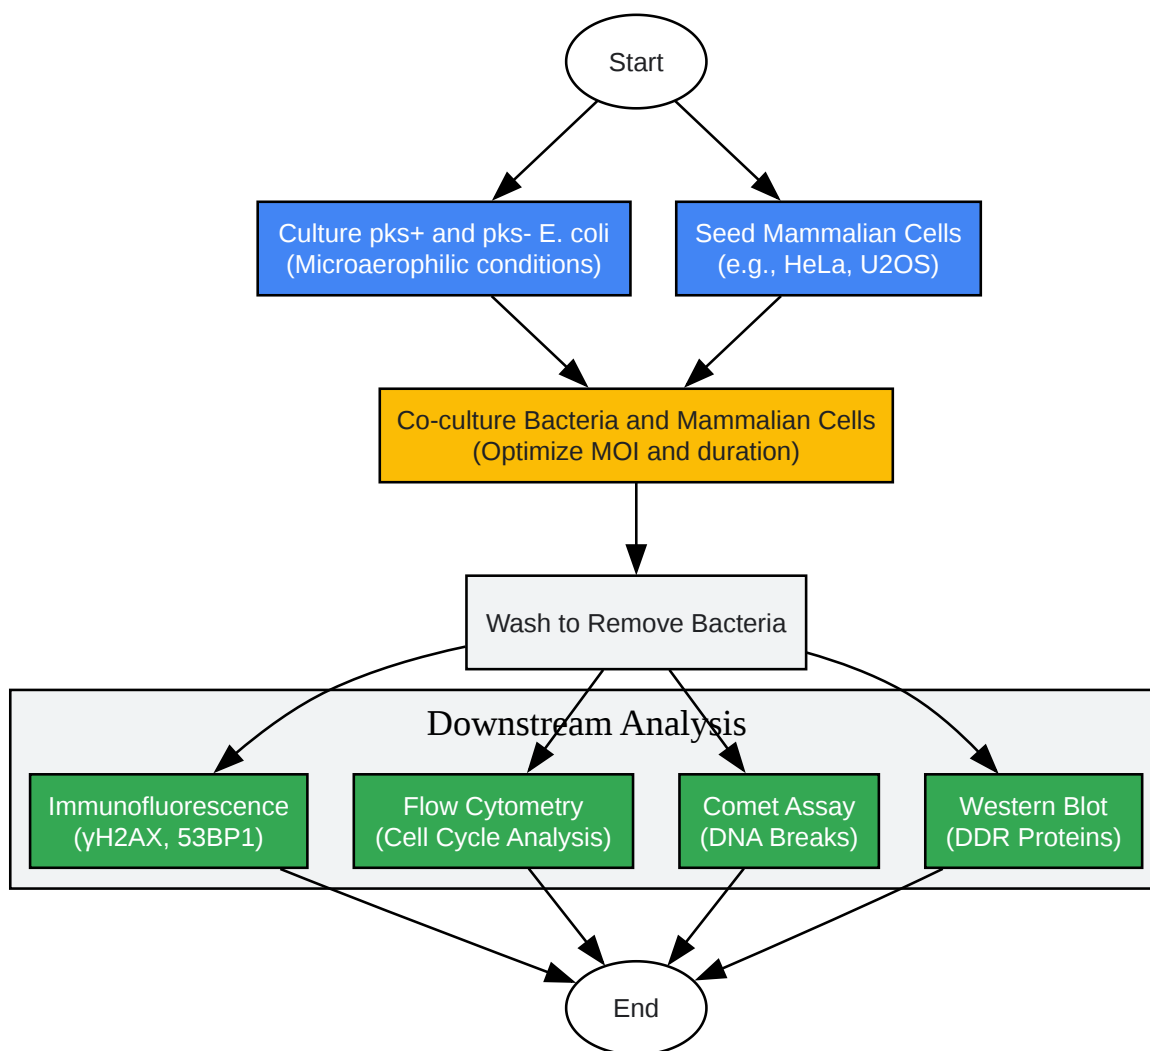 Start
Culture pks+ and pks- E. coli
(Microaerophilic conditions)
Seed Mammalian Cells
(e.g., HeLa, U2OS)
Co-culture Bacteria and Mammalian Cells
(Optimize MOI and duration)
Wash to Remove Bacteria
Downstream Analysis
Immunofluorescence
(γH2AX, 53BP1)
Flow Cytometry
(Cell Cycle Analysis)
Comet Assay
(DNA Breaks)
Western Blot
(DDR Proteins)
End